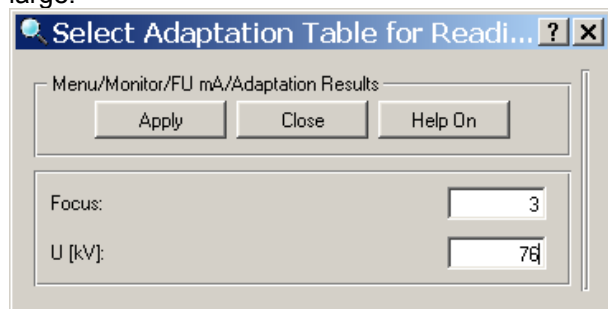 large.
Select Adaptation Table for Readi... ? ×
Menu/Monitor/FU mA/Adaptation Results
Apply Close Help On
Focus: 3
U [kV]: 76